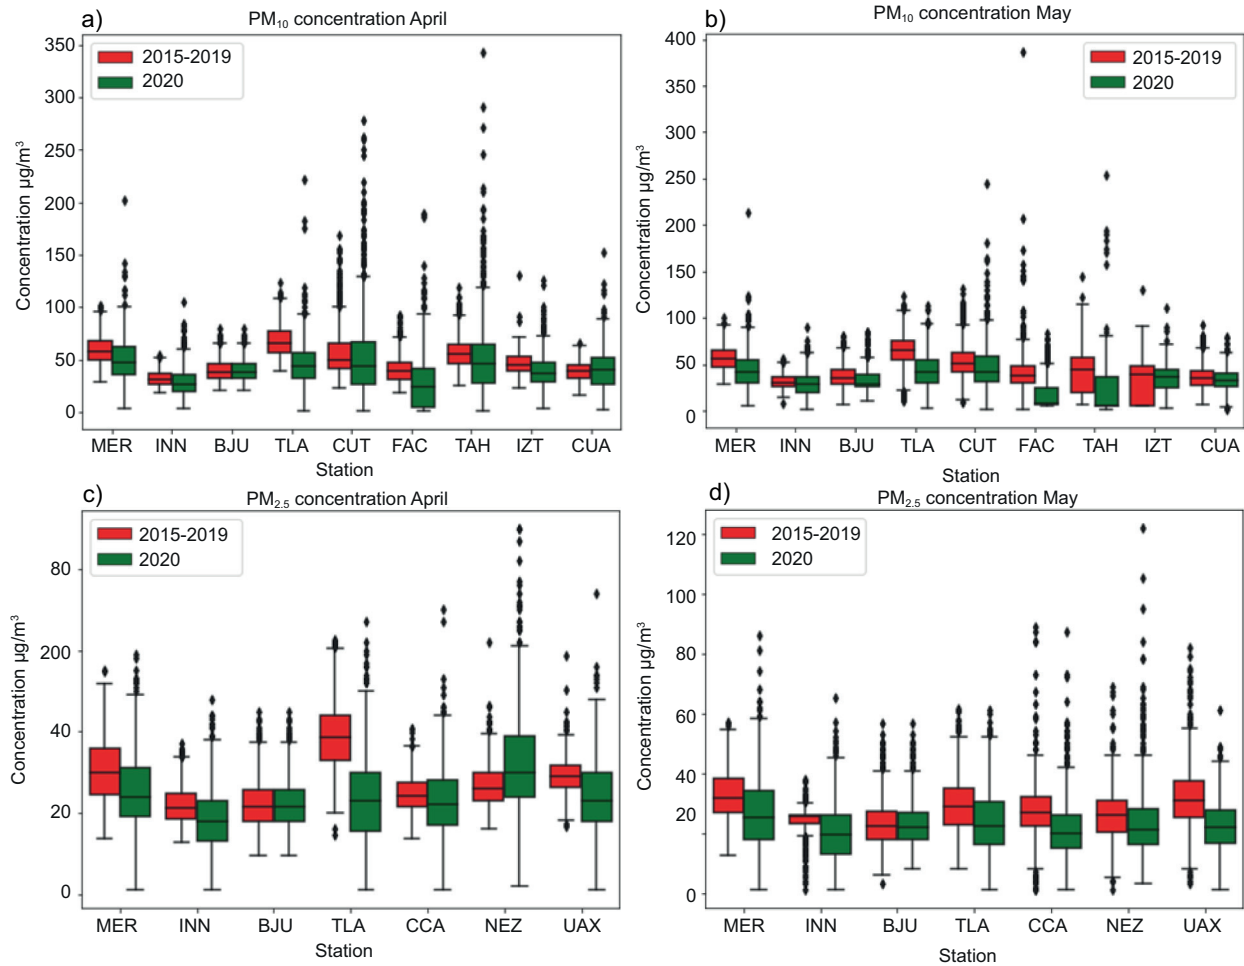 a)
PM10 concentration April
350
300
250
200
150
100
50
0
Concentration µg/m³
2015-2019
2020
MER INN BJU TLA CUT FAC TAH IZT CUA
Station
b)
PM10 concentration May
400
350
300
250
200
150
100
50
0
Concentration µg/m³
2015-2019
2020
MER INN BJU TLA CUT FAC TAH IZT CUA
Station
c)
PM2.5 concentration April
80
200
40
20
0
Concentration µg/m³
2015-2019
2020
MER INN BJU TLA CCA NEZ UAX
Station
d)
PM2.5 concentration May
120
100
80
60
40
20
0
Concentration µg/m³
2015-2019
2020
MER INN BJU TLA CCA NEZ UAX
Station